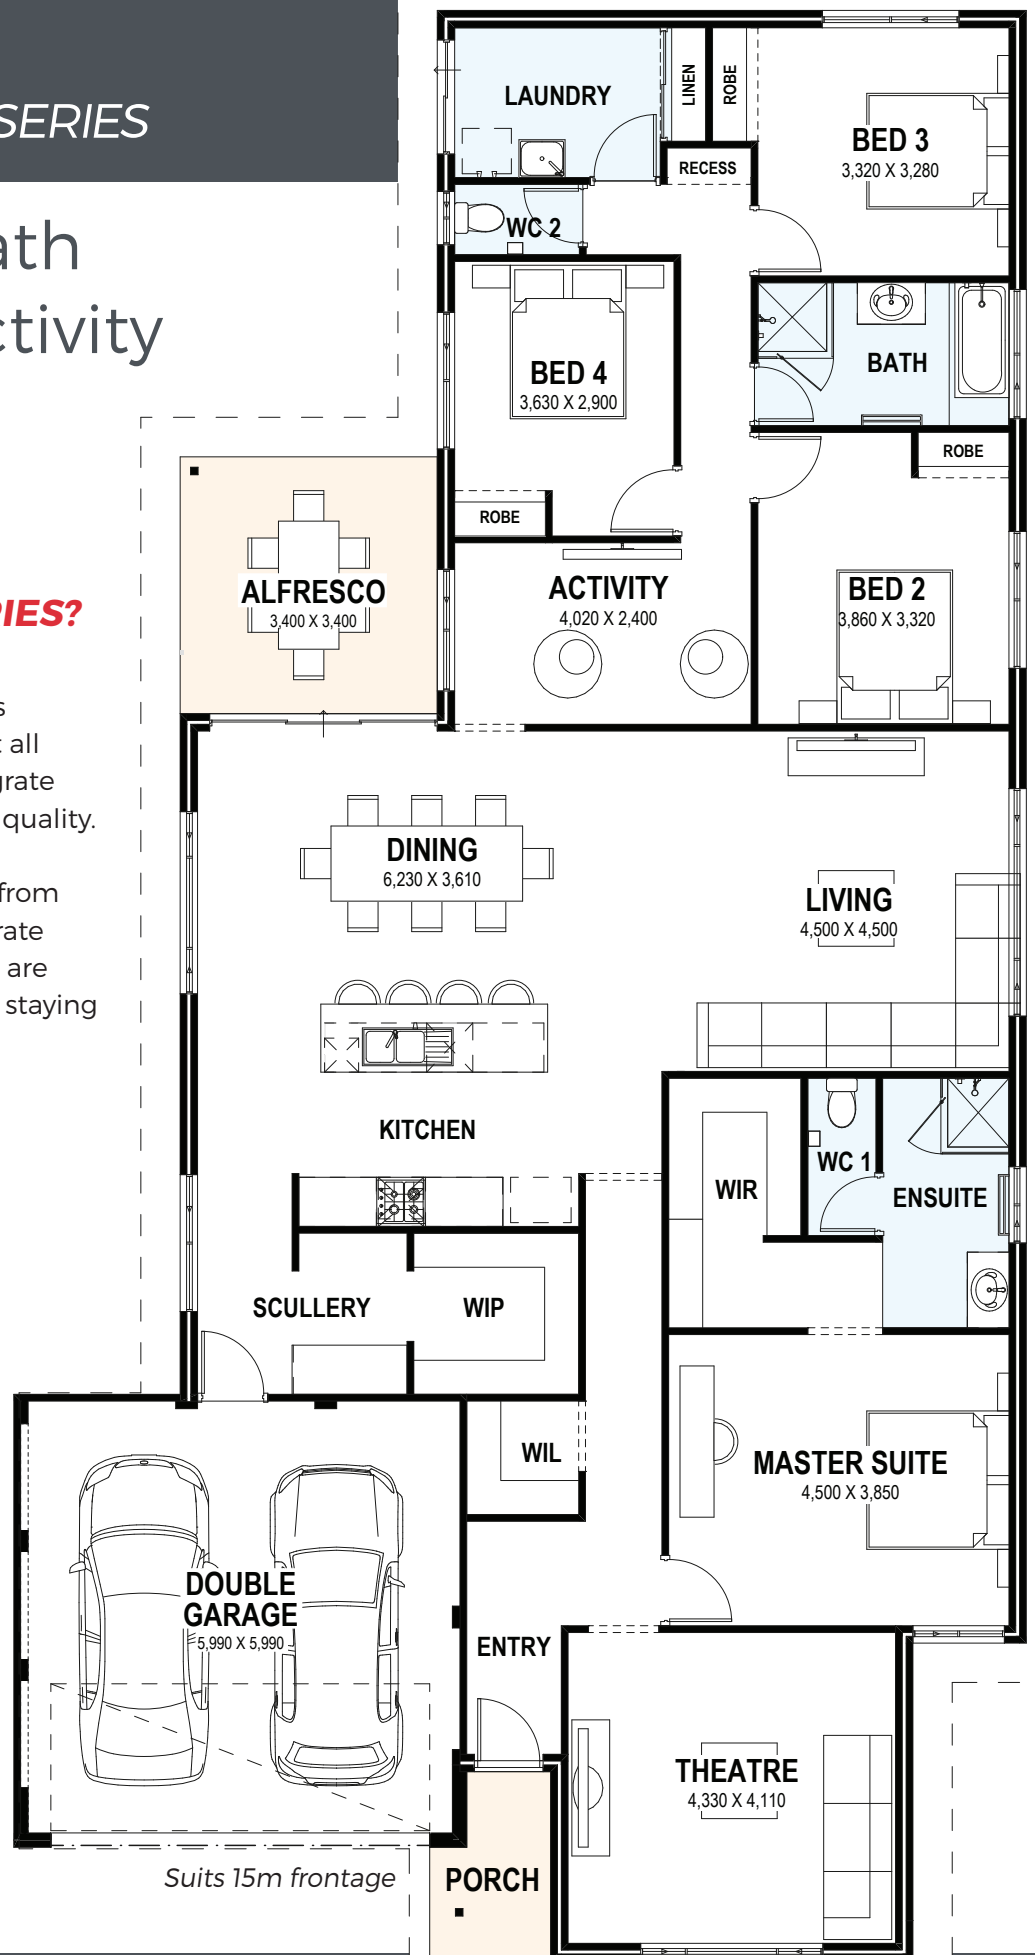 SERIES
ath
ctivity
RIES?
s
t all
grate
quality.
from
rate
are
staying
LAUNDRY
LINEN
ROBE
BED 3
3,320 X 3,280
RECESS
WC 2
BED 4
3,630 X 2,900
BATH
ROBE
ROBE
ALFRESCO
3,400 X 3,400
ACTIVITY
4,020 X 2,400
BED 2
3,860 X 3,320
DINING
6,230 X 3,610
LIVING
4,500 X 4,500
KITCHEN
WIR
WC 1
ENSUITE
SCULLERY
WIP
WIL
MASTER SUITE
4,500 X 3,850
DOUBLE
GARAGE
5,990 X 5,990
ENTRY
THEATRE
4,330 X 4,110
Suits 15m frontage
PORCH